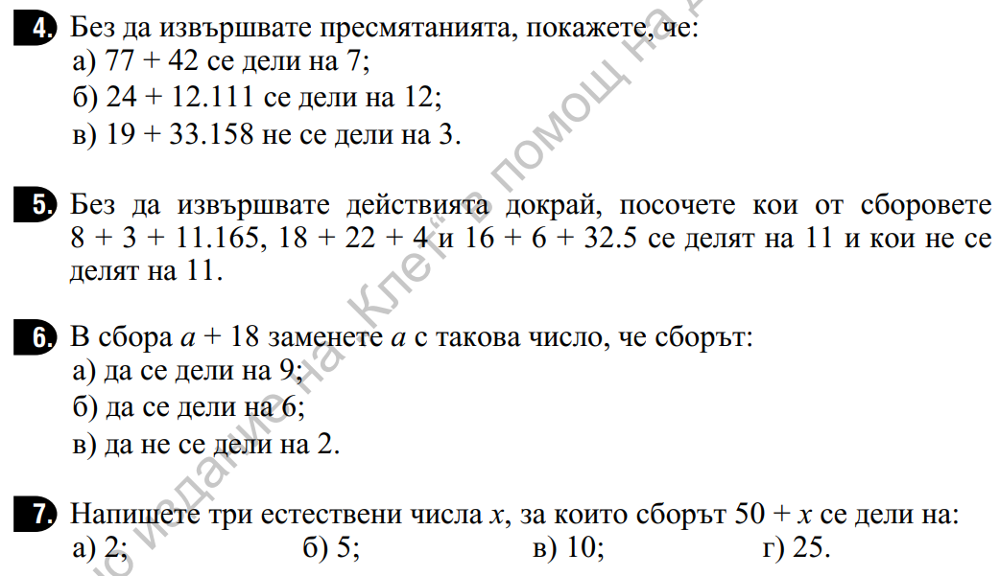 4. Без да извършвате пресмятанията, покажете, че:
а) 77 + 42 се дели на 7;
б) 24 + 12.111 се дели на 12;
в) 19 + 33.158 не се дели на 3.
5. Без да извършвате действията докрай, посочете кои от сборовете
8 + 3 + 11.165, 18 + 22 + 4 и 16 + 6 + 32.5 се делят на 11 и кои не се
делят на 11.
6. В сбора a + 18 заменете a с такова число, че сборът:
а) да се дели на 9;
б) да се дели на 6;
в) да не се дели на 2.
7. Напишете три естествени числа x, за които сборът 50 + x се дели на:
а) 2; б) 5; в) 10; г) 25.
издание на „Клет“ в помощ на